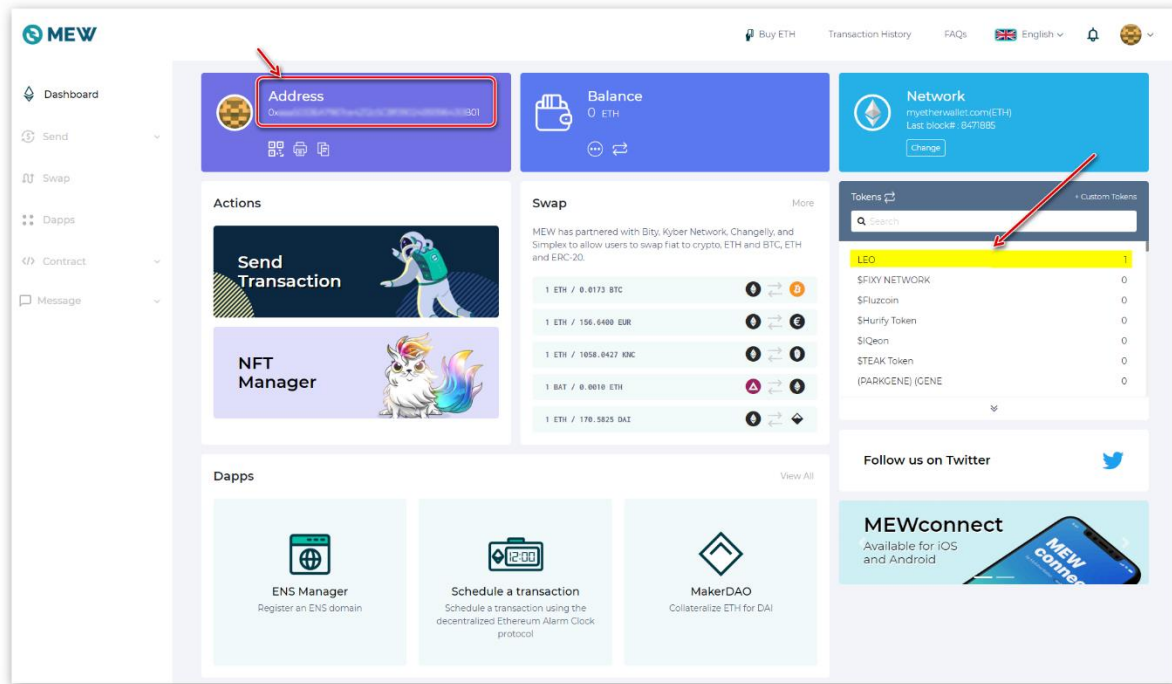 MEW
Buy ETH
Transaction History
FAQs
English
Dashboard
Send
Swap
Dapps
Contract
Message
Address
Balance
0 ETH
Network
myetherwallet.com(ETH)
Last block# : 8471885
Change
Actions
Send
Transaction
NFT
Manager
Swap
More
MEW has partnered with Bity, Kyber Network, Changelly, and
Simplex to allow users to swap fiat to crypto, ETH and BTC, ETH
and ERC-20.
1 ETH / 0.0173 BTC
1 ETH / 156.6400 EUR
1 ETH / 1058.0427 KNC
1 BAT / 0.0010 ETH
1 ETH / 170.5825 DAI
Tokens
+ Custom Tokens
Search
LEO 1
$FIXY NETWORK 0
$Fluzcoin 0
$Hurify Token 0
$IQeon 0
$TEAK Token 0
(PARKGENE) (GENE 0
Follow us on Twitter
MEWconnect
Available for iOS
and Android
MEW
connect
Dapps
View All
ENS Manager
Register an ENS domain
12:00
Schedule a transaction
Schedule a transaction using the
decentralized Ethereum Alarm Clock
protocol
MakerDAO
Collateralize ETH for DAI